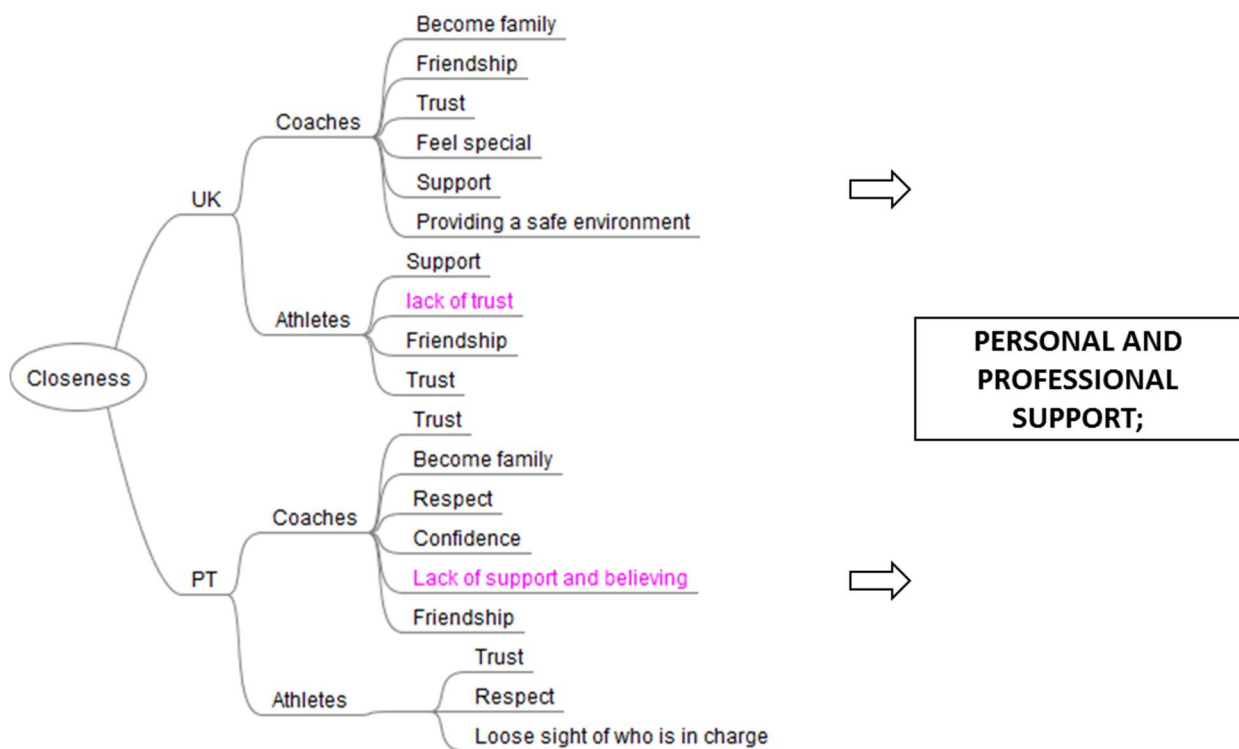 Closeness
UK
Coaches
Become family
Friendship
Trust
Feel special
Support
Providing a safe environment
Athletes
Support
lack of trust
Friendship
Trust
PT
Coaches
Trust
Become family
Respect
Confidence
Lack of support and believing
Friendship
Athletes
Trust
Respect
Loose sight of who is in charge
PERSONAL AND
PROFESSIONAL
SUPPORT;